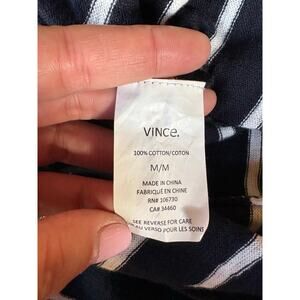 VINCE.
100% COTTON/COTON
M/M
MADE IN CHINA
FABRIQUÉ EN CHINE
RN# 106730
CA# 34460
SEE REVERSE FOR CARE
AU VERSO POUR LES SOINS